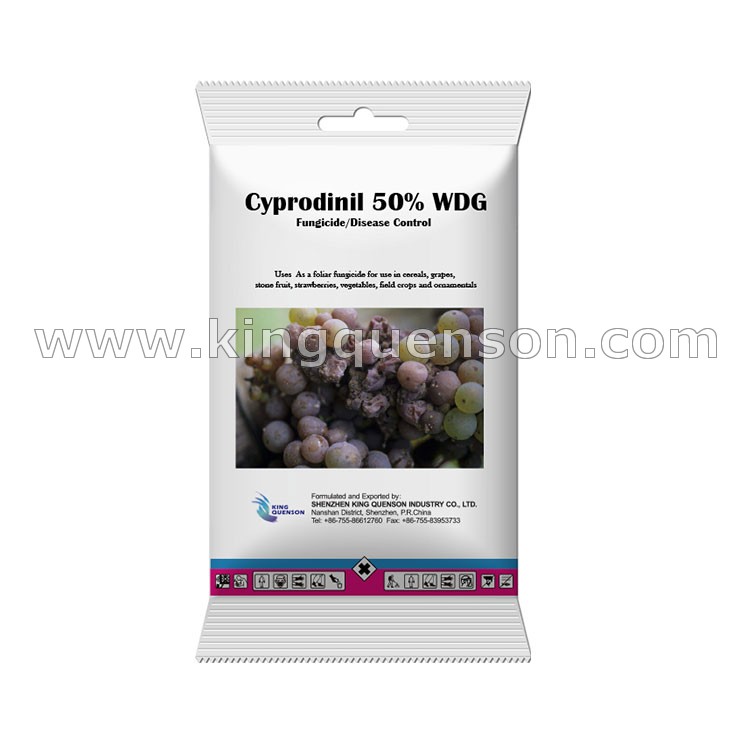 Cyprodinil 50% WDG
Fungicide/Disease Control
Uses As a foliar fungicide for use in cereals, grapes,
stone fruit, strawberries, vegetables, field crops and ornamentals
www.kingquenson.com
KING
QUENSON
Formulated and Exported by:
SHENZHEN KING QUENSON INDUSTRY CO., LTD.
Nanshan District, Shenzhen, P.R.China
Tel: +86-755-86612760 Fax: +86-755-83953733